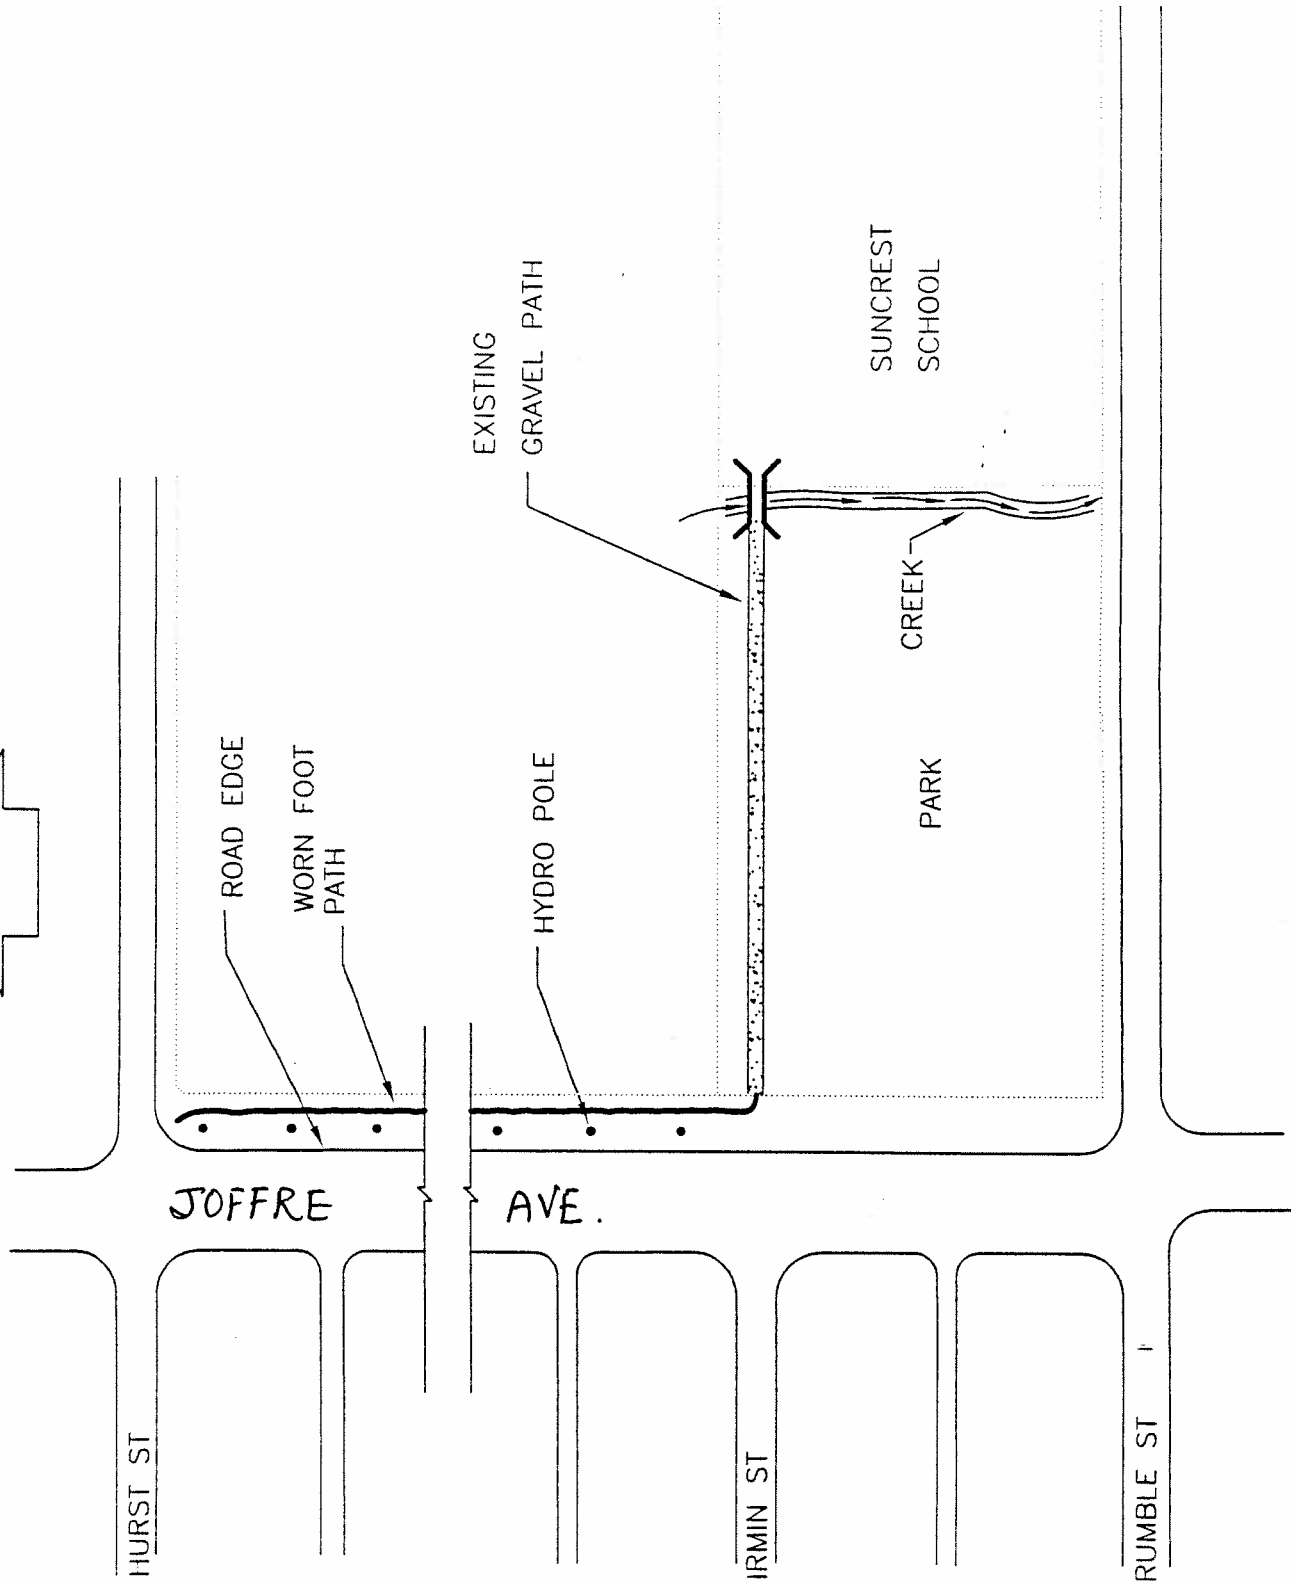 SUNCREST
SCHOOL
EXISTING
GRAVEL PATH
CREEK
PARK
ROAD EDGE
WORN FOOT
PATH
HYDRO POLE
JOFFRE AVE.
HURST ST
IRMIN ST
RUMBLE ST